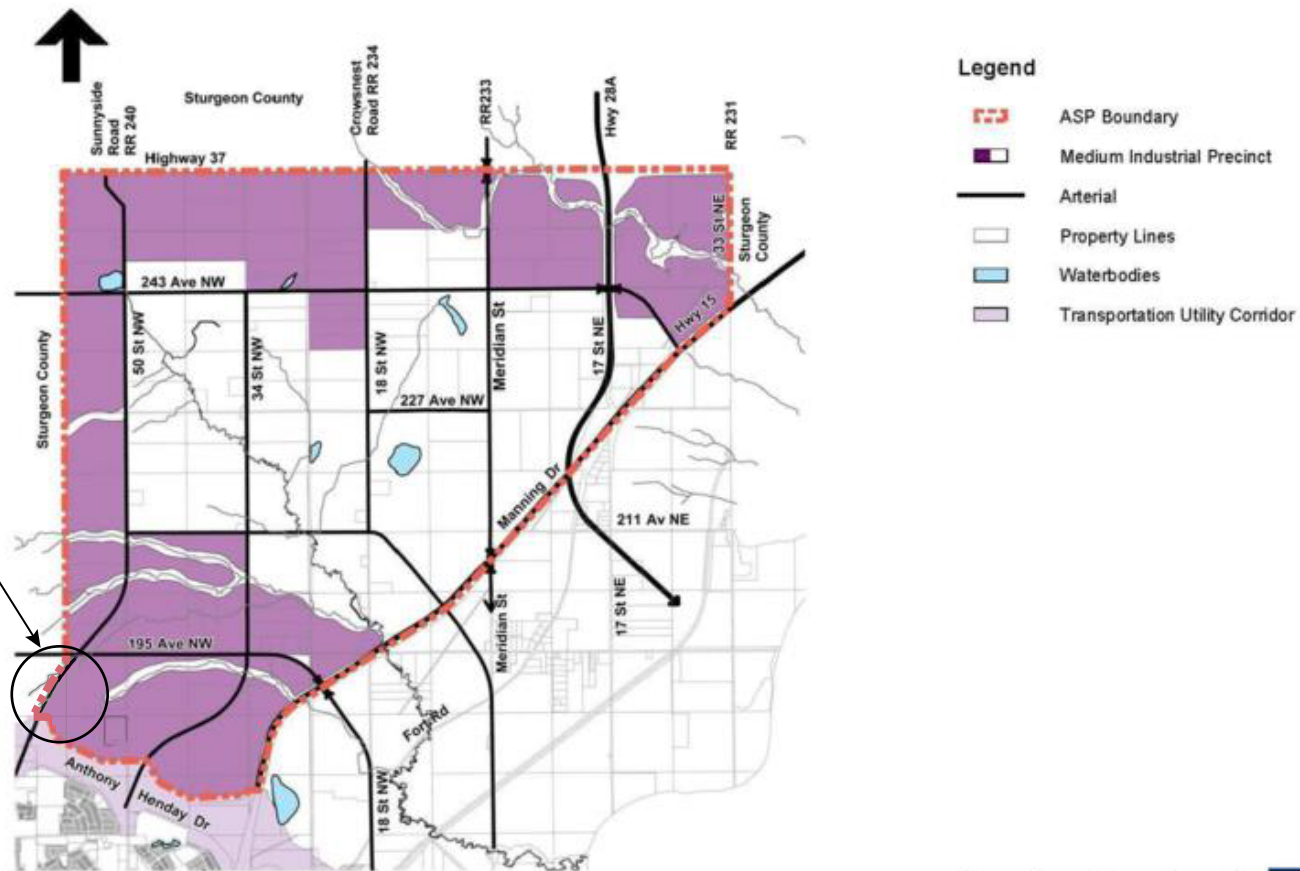 Sturgeon County
Sunnyside
Road
RR 240
Crowsnest
Road RR 234
RR233
Hwy 28A
RR 231
Highway 37
33 St NE
Sturgeon
County
243 Ave NW
Hwy 15
Sturgeon County
50 St NW
34 St NW
18 St NW
Meridian St
17 St NE
227 Ave NW
Manning Dr
211 Av NE
17 St NE
Meridian St
195 Ave NW
Fort Rd
Anthony
Henday Dr
18 St NW
Legend
ASP Boundary
Medium Industrial Precinct
Arterial
Property Lines
Waterbodies
Transportation Utility Corridor